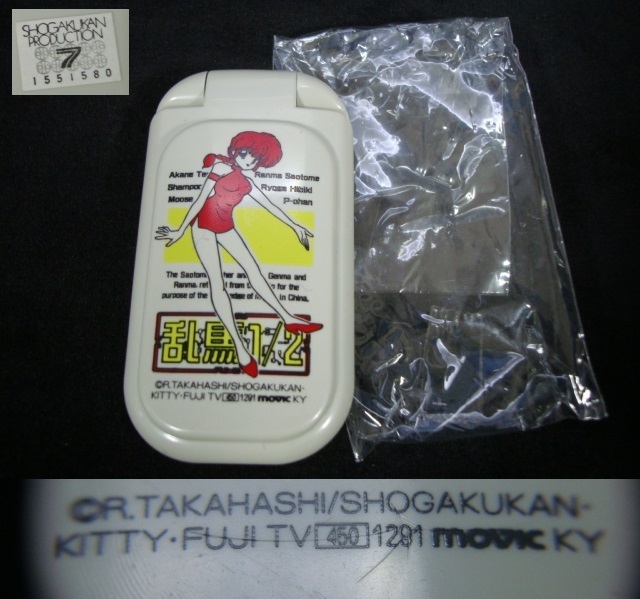 SHOGAKUKAN
PRODUCTION
7
1551580
Akane Ranma Saotome
Shampoo Ryoga Hibiki
Moose P-chan
The Saotome Genma and
Ranma from for the
purpose of the in China.
乱馬1/2
©R.TAKAHASHI/SHOGAKUKAN·
KITTY·FUJI TV 450 1291 movic KY
©R.TAKAHASHI/SHOGAKUKAN·
KITTY·FUJI TV 450 1291 movic KY